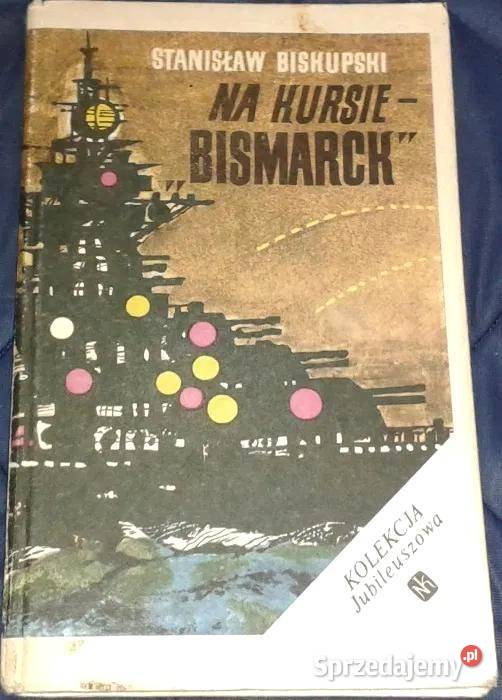 STANISŁAW BISKUPSKI
NA KURSIE –
„BISMARCK"
KOLEKCJA
Jubileuszowa
NK
Sprzedajemy.pl